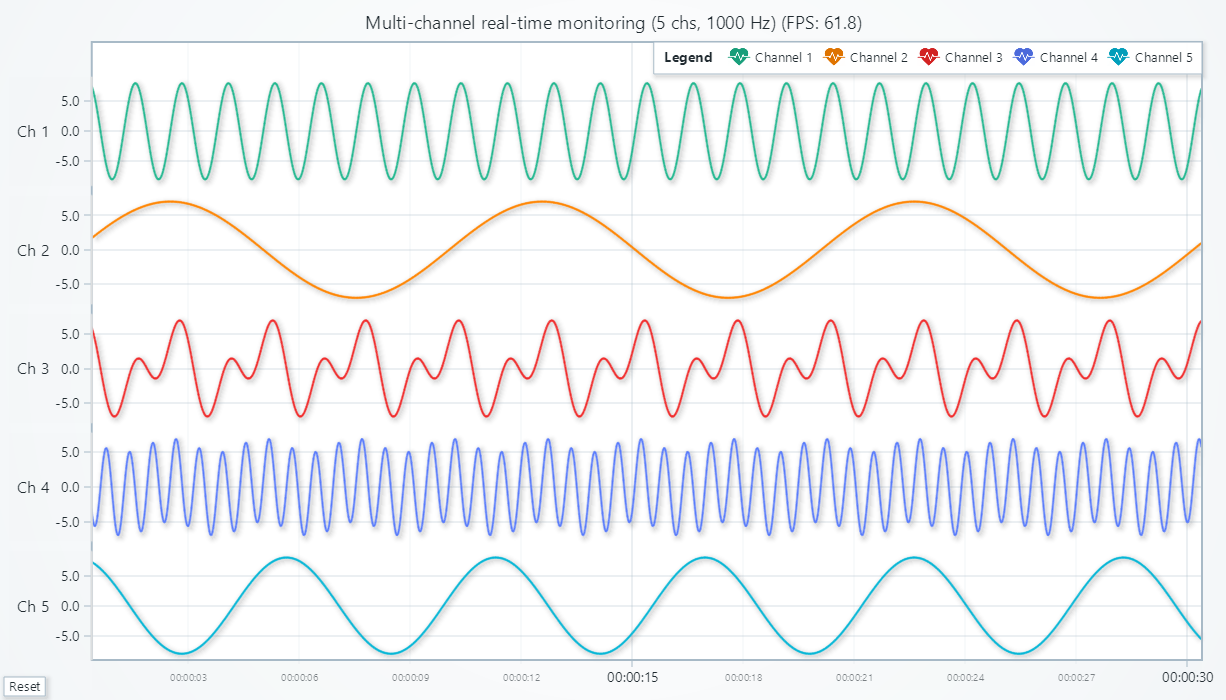 Multi-channel real-time monitoring (5 chs, 1000 Hz) (FPS: 61.8)
Legend Channel 1 Channel 2 Channel 3 Channel 4 Channel 5
5.0
Ch 1 0.0
-5.0
5.0
Ch 2 0.0
-5.0
5.0
Ch 3 0.0
-5.0
5.0
Ch 4 0.0
-5.0
5.0
Ch 5 0.0
-5.0
00:00:03 00:00:06 00:00:09 00:00:12 00:00:15 00:00:18 00:00:21 00:00:24 00:00:27 00:00:30
Reset